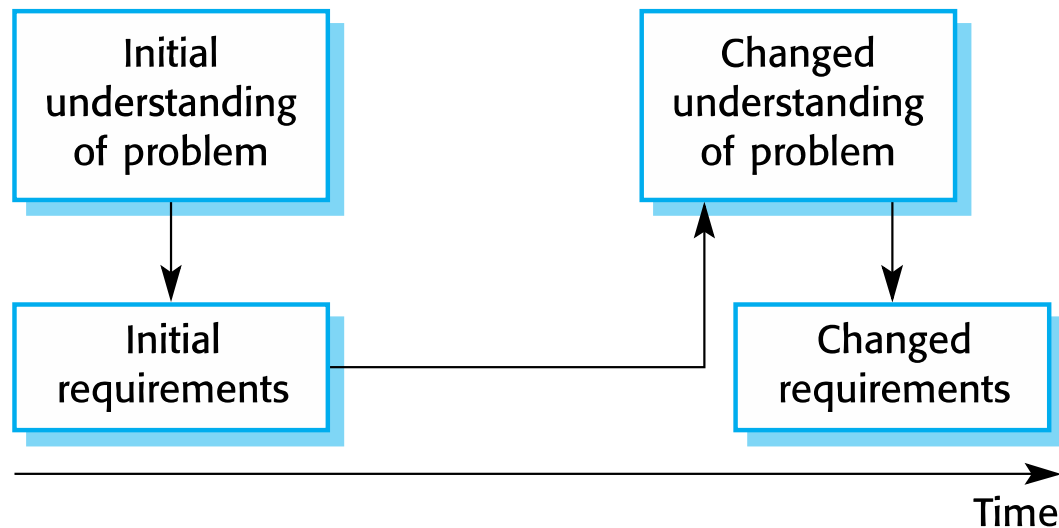 Initial
understanding
of problem
Initial
requirements
Changed
understanding
of problem
Changed
requirements
Time